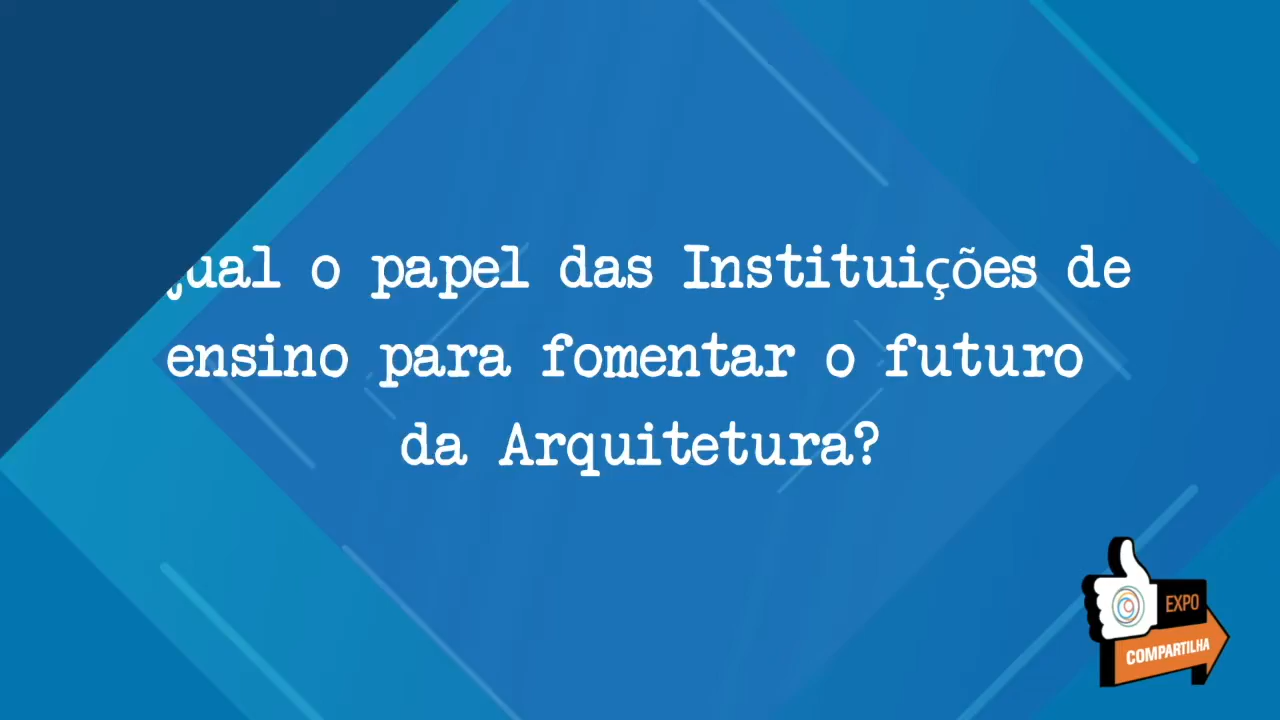 Qual o papel das Instituições de
ensino para fomentar o futuro
da Arquitetura?
EXPO
COMPARTILHA